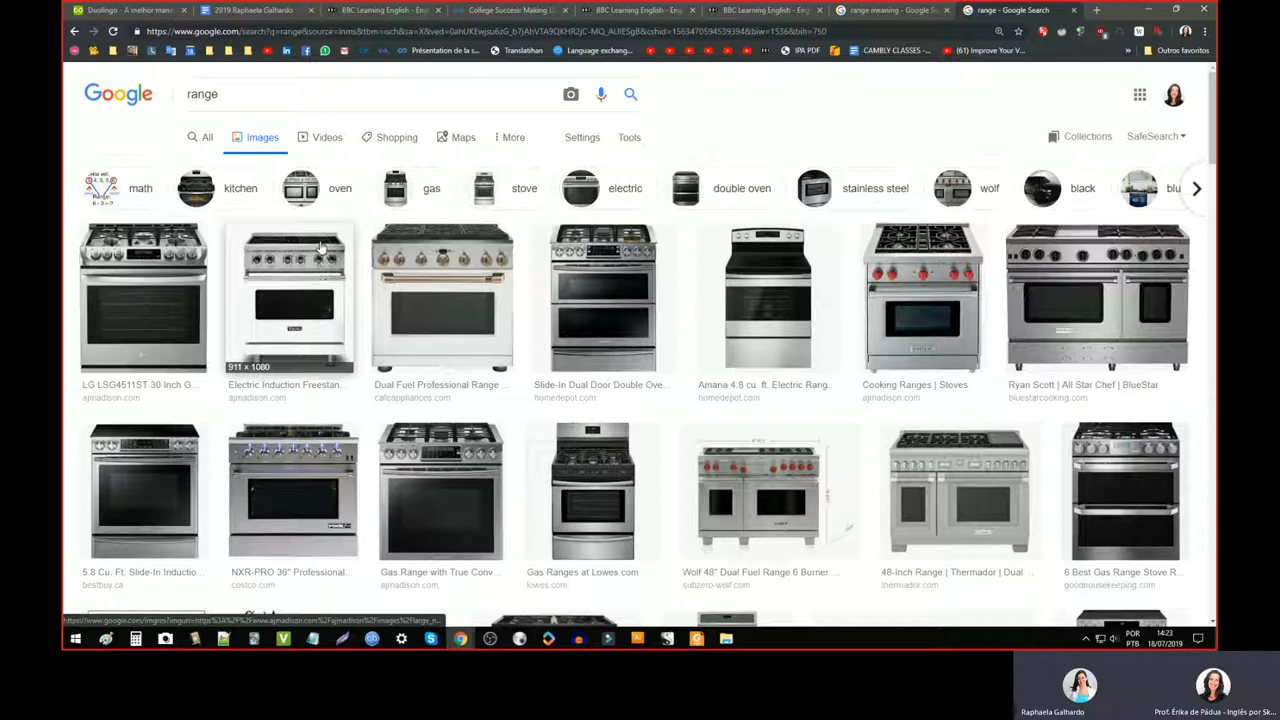 Duolingo - A melhor mane
2019 Raphaela Galhardo
BBC Learning English - Eng
College Success: Making L
BBC Learning English - Eng
BBC Learning English - Eng
range meaning - Google Se
range - Google Search
Présentation de la s...
Translatihan
Language exchang...
IPA PDF
CAMBLY CLASSES -...
(61) Improve Your V...
Outros favoritos
Google
range
All
Images
Videos
Shopping
Maps
More
Settings
Tools
Collections
SafeSearch
math
kitchen
oven
gas
stove
electric
double oven
stainless steel
wolf
black
blu
911 × 1080
LG LSG4511ST 30 Inch G...
Electric Induction Freestan...
Dual Fuel Professional Range ...
Slide-In Dual Door Double Ove...
Amana 4.8 cu. ft. Electric Rang...
Cooking Ranges | Stoves
Ryan Scott | All Star Chef | BlueStar
ajmadison.com
ajmadison.com
cafeappliances.com
homedepot.com
homedepot.com
ajmadison.com
bluestarcooking.com
5.8 Cu. Ft. Slide-In Inductio...
NXR-PRO 36" Professional...
Gas Range with True Conv...
Gas Ranges at Lowes.com
Wolf 48" Dual Fuel Range 6 Burner...
48-Inch Range | Thermador | Dual ...
6 Best Gas Range Stove R...
bestbuy.ca
costco.com
ajmadison.com
lowes.com
subzero-wolf.com
thermador.com
goodhousekeeping.com
POR
PTB
14:23
18/07/2019
Raphaela Galhardo
Prof. Érika de Pádua - Inglês por Sk...